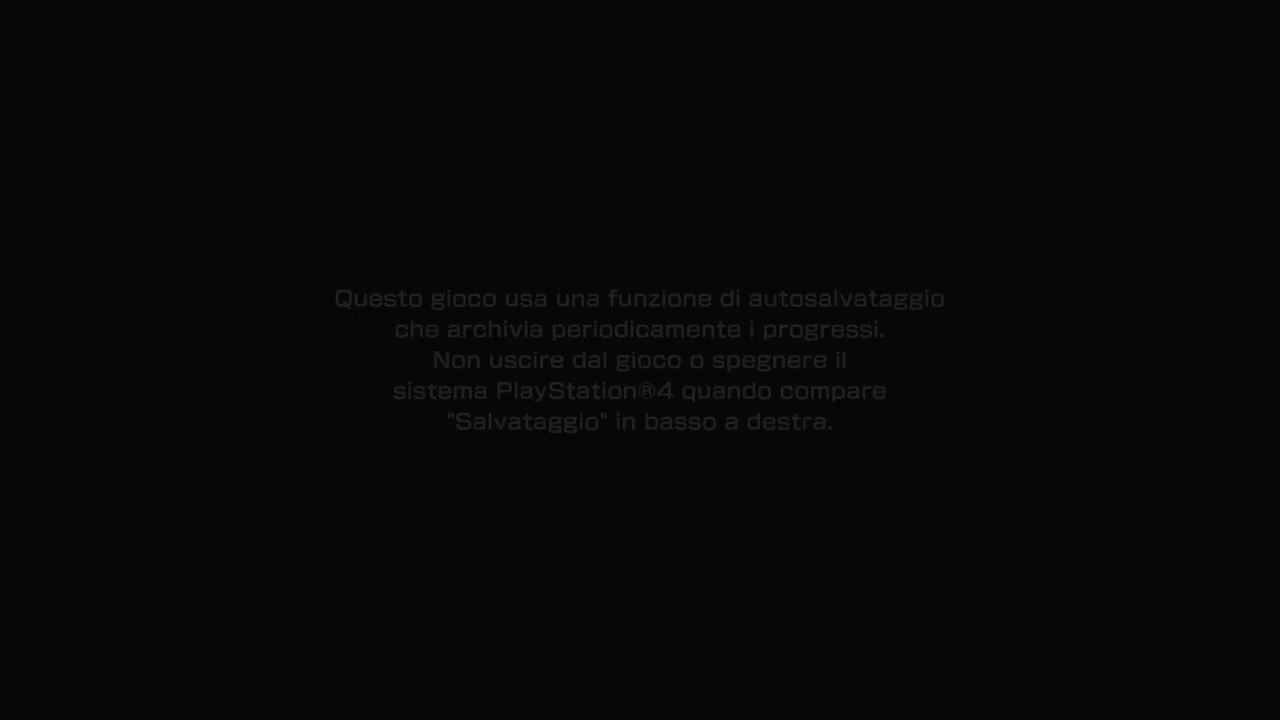 Questo gioco usa una funzione di autosalvataggio
che archivia periodicamente i progressi.
Non uscire dal gioco o spegnere il
sistema PlayStation®4 quando compare
"Salvataggio" in basso a destra.